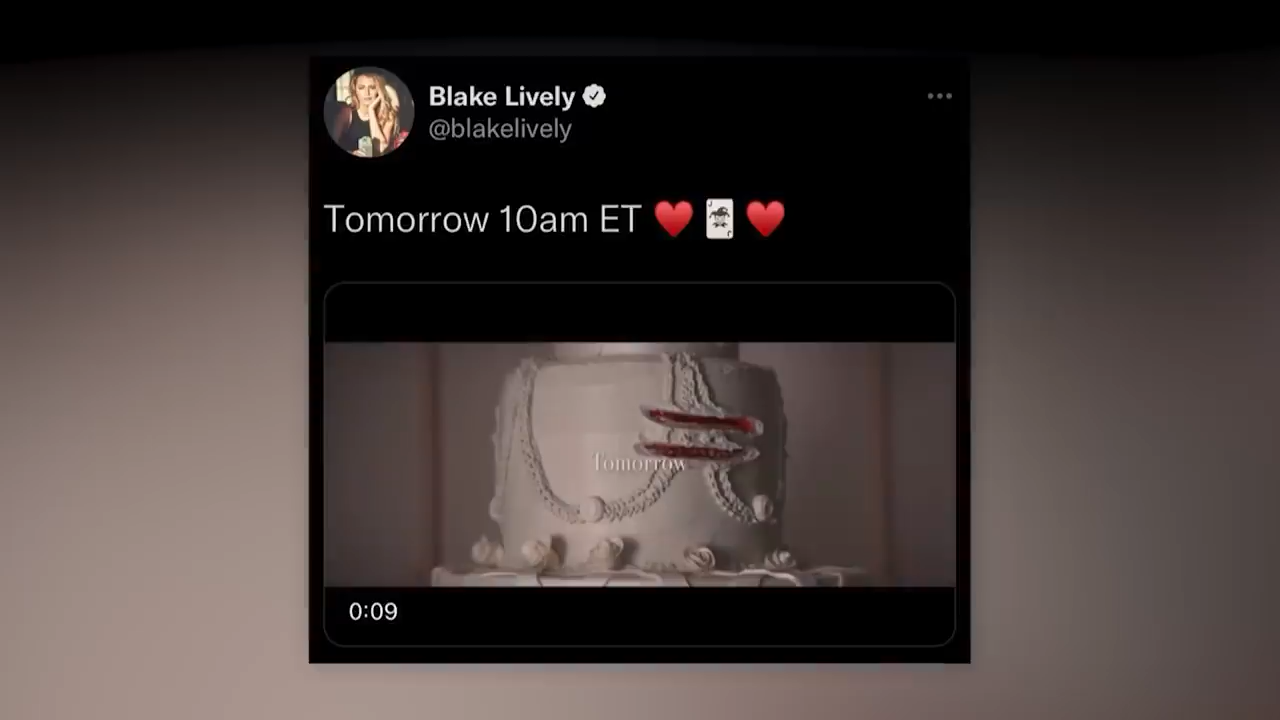 Blake Lively
@blakelively
Tomorrow 10am ET ♥️🃏♥️
Tomorrow
0:09